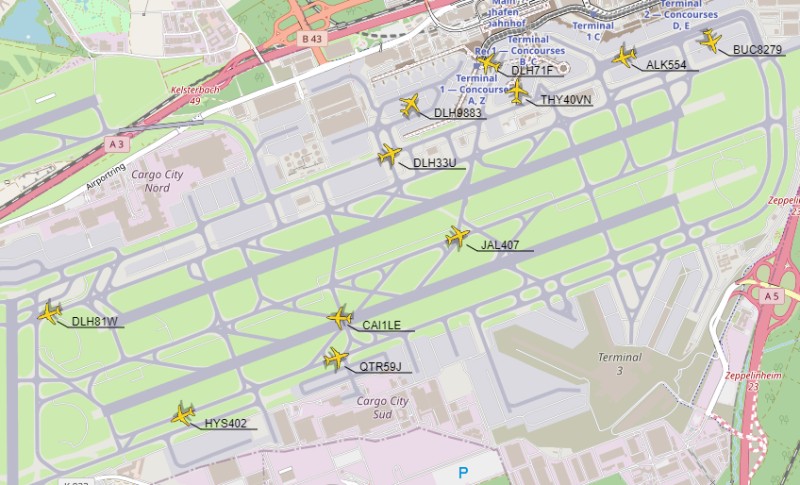 Main
hafen
bahnhof
B 43
Terminal
1 C
Terminal
2 — Concourses
D, E
Terminal
1 — Concourses
B, C
BUC8279
ALK554
DLH71F
Kelsterbach
49
Terminal
1 — Concourses
A, Z
THY40VN
DLH9883
A 3
DLH33U
Airportring
Cargo City
Nord
Zeppelinheim
23
JAL407
A 5
DLH81W
CAI1LE
QTR59J
Terminal
3
Zeppelinheim
23
Cargo City
Süd
HYS402
P